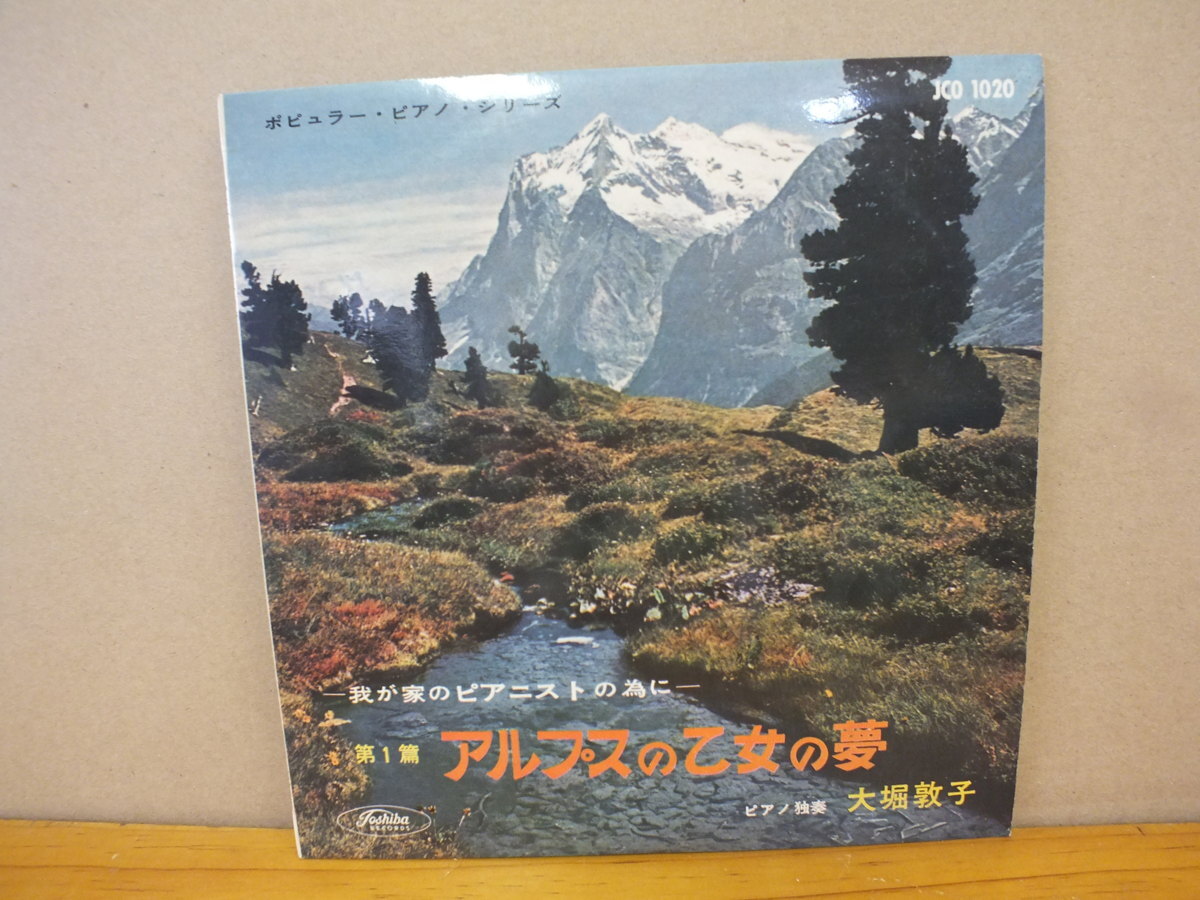 ポピュラー・ピアノ・シリーズ
JCO 1020
—我が家のピアニストの為に—
第1篇 アルプスの乙女の夢
ピアノ独奏 大堀敦子
Toshiba
RECORDS